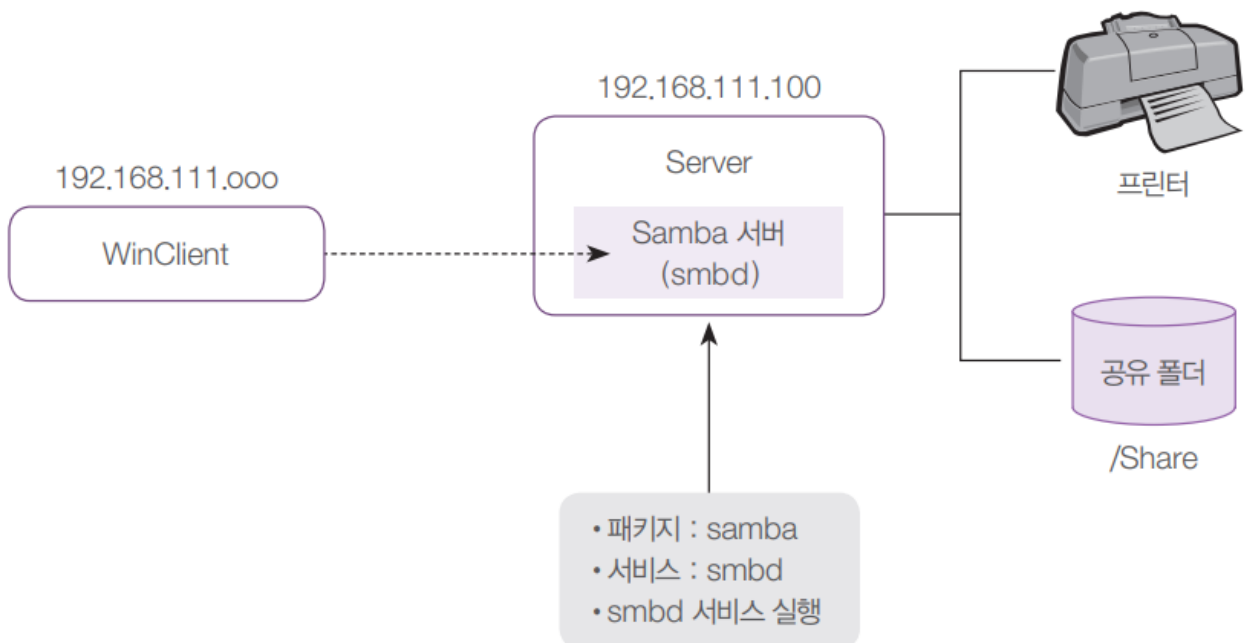 192.168.111.100
Server
Samba 서버
(smbd)
192.168.111.ooo
WinClient
프린터
공유 폴더
/Share
• 패키지 : samba
• 서비스 : smbd
• smbd 서비스 실행